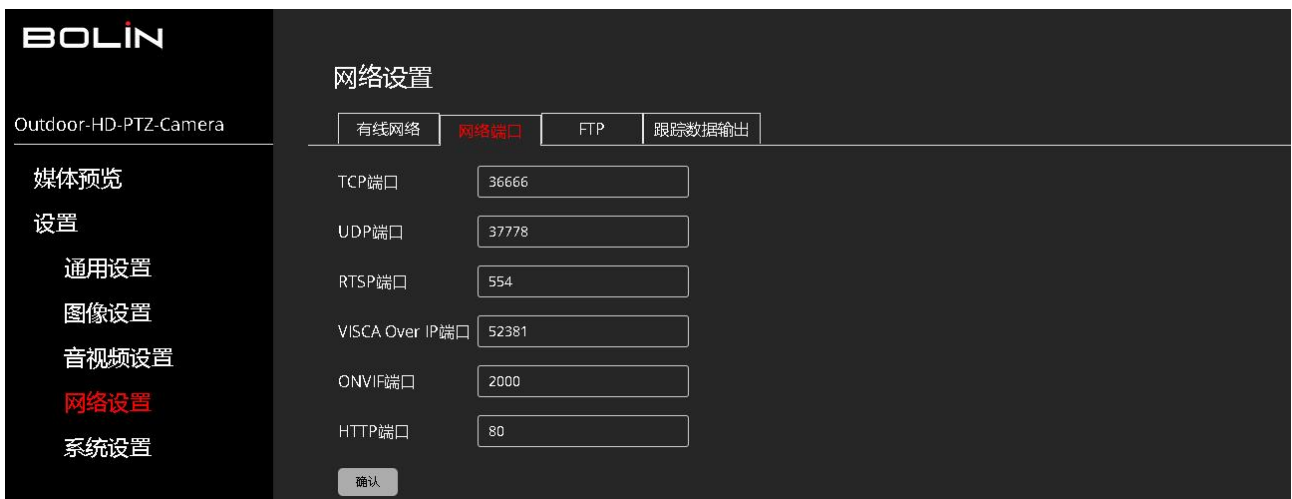 BOLIN
Outdoor-HD-PTZ-Camera
媒体预览
设置
通用设置
图像设置
音视频设置
网络设置
系统设置
网络设置
有线网络 网络端口 FTP 跟踪数据输出
TCP端口 36666
UDP端口 37778
RTSP端口 554
VISCA Over IP端口 52381
ONVIF端口 2000
HTTP端口 80
确认